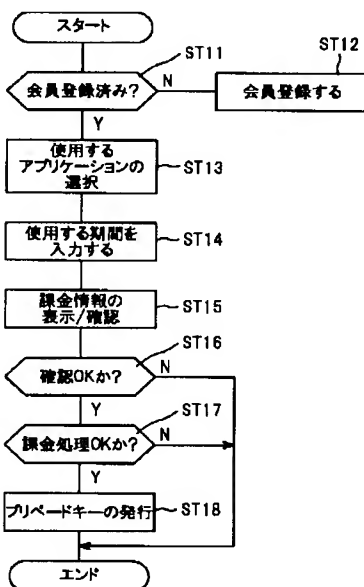 スタート
ST11
会員登録済み?
N
ST12
会員登録する
Y
使用する
アプリケーションの
選択
ST13
使用する期間を
入力する
ST14
課金情報の
表示/確認
ST15
ST16
確認OKか?
N
Y
ST17
課金処理OKか?
N
Y
プリペードキーの発行
ST18
エンド